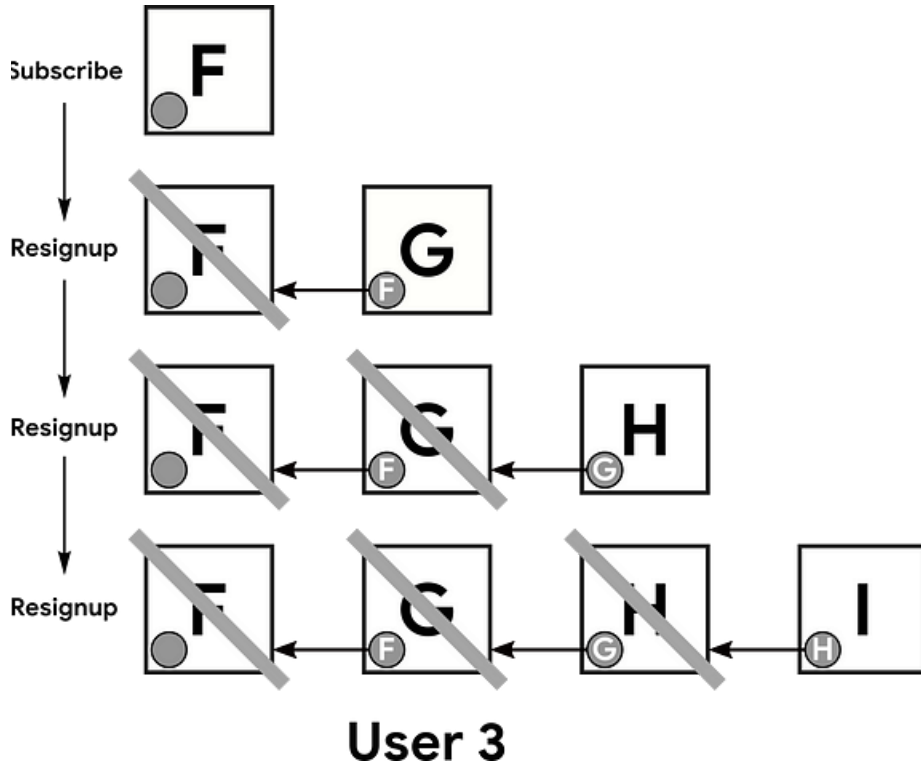 Subscribe F
Resignup F F G
Resignup F F G G H
Resignup F F G G H H I
User 3